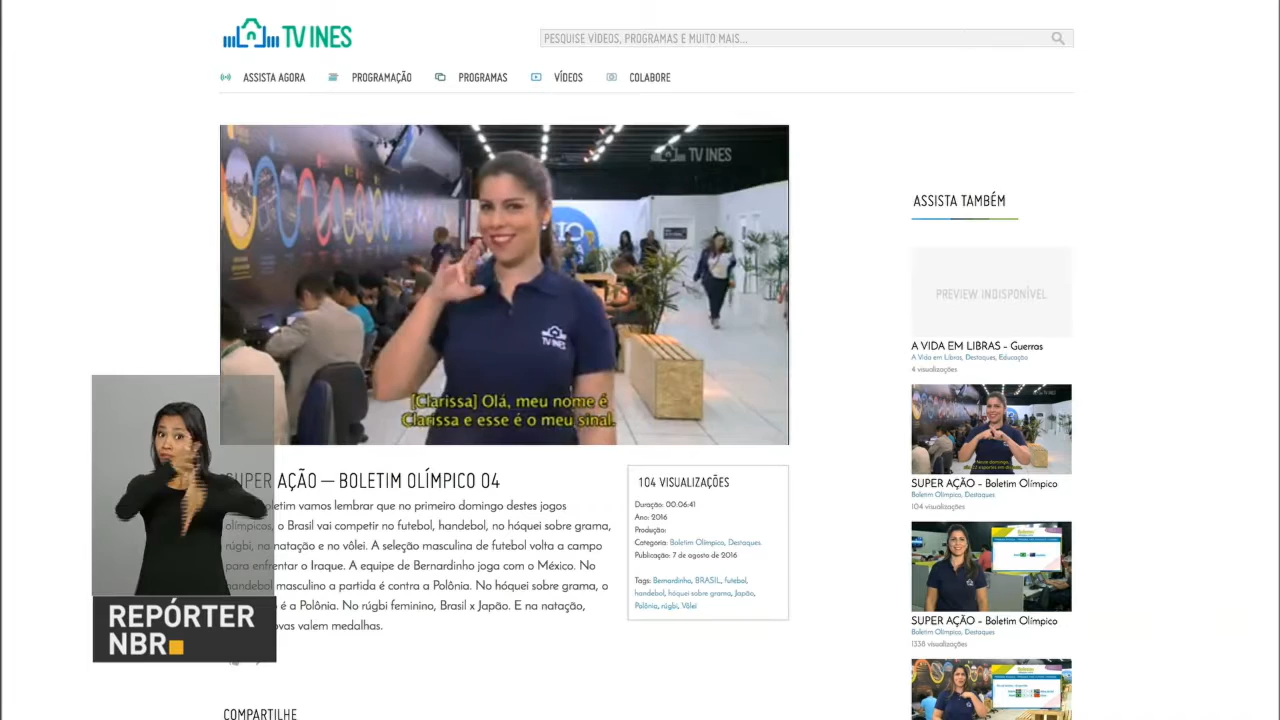 TV INES
PESQUISE VÍDEOS, PROGRAMAS E MUITO MAIS...
ASSISTA AGORA
PROGRAMAÇÃO
PROGRAMAS
VÍDEOS
COLABORE
TV INES
TV INES
[Clarissa] Olá, meu nome é
Clarissa e esse é o meu sinal.
SUPER AÇÃO – BOLETIM OLÍMPICO 04
boletim vamos lembrar que no primeiro domingo destes jogos
olímpicos, o Brasil vai competir no futebol, handebol, no hóquei sobre grama,
rúgbi, na natação e no vôlei. A seleção masculina de futebol volta a campo
para enfrentar o Iraque. A equipe de Bernardinho joga com o México. No
handebol masculino a partida é contra a Polônia. No hóquei sobre grama, o
é a Polônia. No rúgbi feminino, Brasil x Japão. E na natação,
valem medalhas.
COMPARTILHE
104 VISUALIZAÇÕES
Duração: 00:06:41
Ano: 2016
Produção:
Categoria: Boletim Olímpico, Destaques
Publicação: 7 de agosto de 2016
Tags: Bernardinho, BRASIL, futebol,
handebol, hóquei sobre grama, Japão,
Polônia, rúgbi, Vôlei
REPÓRTER
NBR
ASSISTA TAMBÉM
PREVIEW INDISPONÍVEL
A VIDA EM LIBRAS – Guerras
A Vida em Libras, Destaques, Educação
4 visualizações
SUPER AÇÃO – Boletim Olímpico
Boletim Olímpico, Destaques
104 visualizações
SUPER AÇÃO – Boletim Olímpico
Boletim Olímpico, Destaques
1338 visualizações